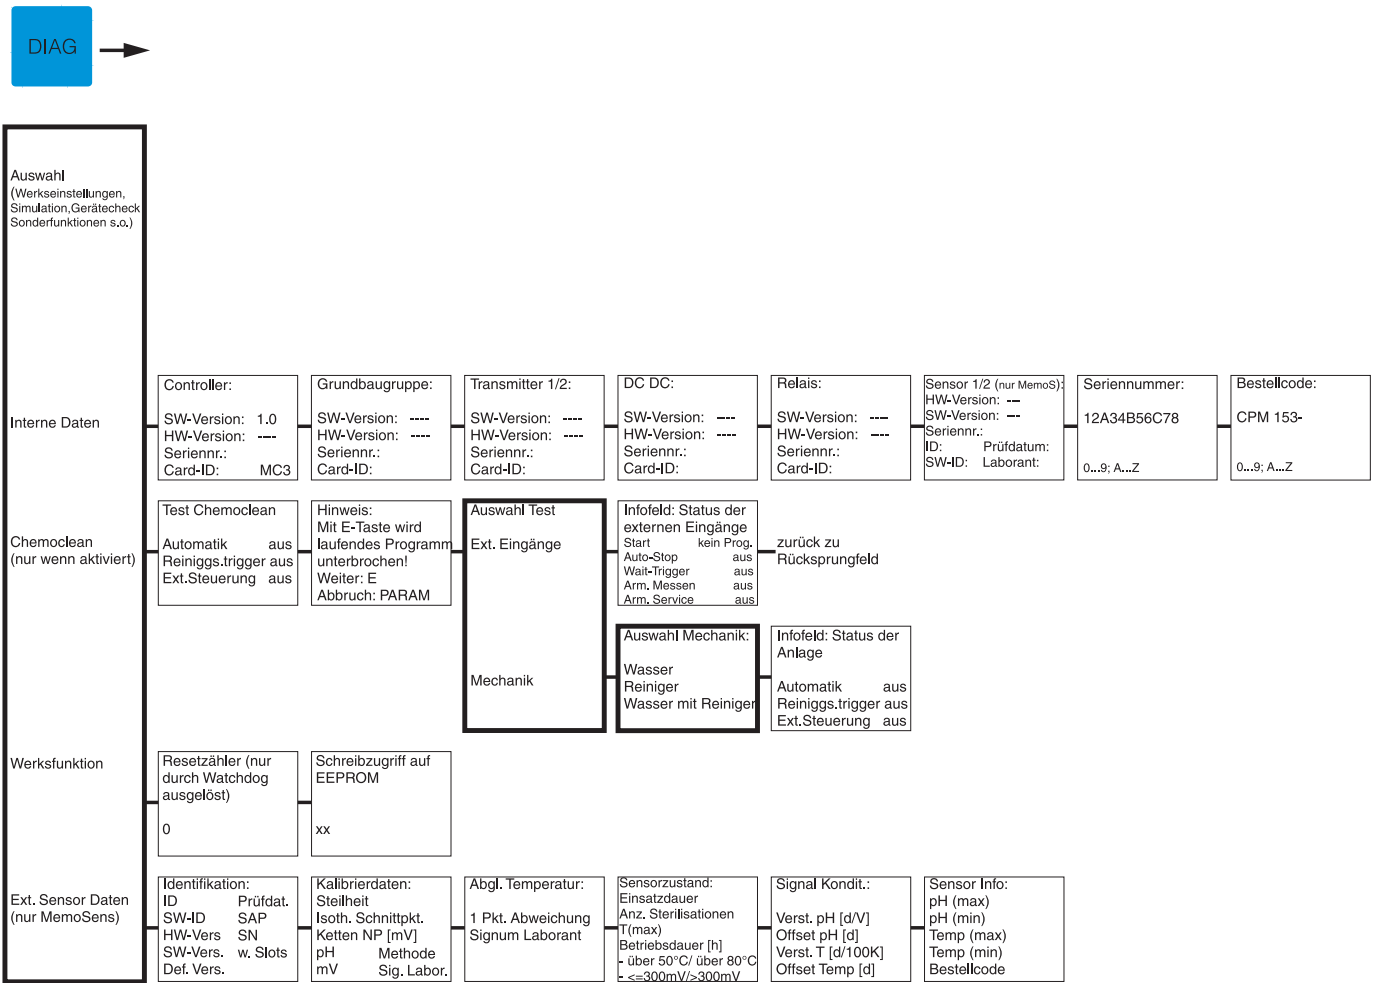 DIAG
Auswahl
(Werkseinstellungen,
Simulation,Gerätecheck
Sonderfunktionen s.o.)
Interne Daten
Controller:
SW-Version: 1.0
HW-Version: ----
Seriennr.:
Card-ID: MC3
Grundbaugruppe:
SW-Version: ----
HW-Version: ----
Seriennr.:
Card-ID:
Transmitter 1/2:
SW-Version: ----
HW-Version: ----
Seriennr.:
Card-ID:
DC DC:
SW-Version: ----
HW-Version: ----
Seriennr.:
Card-ID:
Relais:
SW-Version: ----
HW-Version: ----
Seriennr.:
Card-ID:
Sensor 1/2 (nur MemoS):
HW-Version: ---
SW-Version: ---
Seriennr.:
ID: Prüfdatum:
SW-ID: Laborant:
Seriennummer:
12A34B56C78
0...9; A...Z
Bestellcode:
CPM 153-
0...9; A...Z
Chemoclean
(nur wenn aktiviert)
Test Chemoclean
Automatik aus
Reiniggs.trigger aus
Ext.Steuerung aus
Hinweis:
Mit E-Taste wird
laufendes Programm
unterbrochen!
Weiter: E
Abbruch: PARAM
Auswahl Test
Ext. Eingänge
Mechanik
Infofeld: Status der
externen Eingänge
Start kein Prog.
Auto-Stop aus
Wait-Trigger aus
Arm. Messen aus
Arm. Service aus
zurück zu
Rücksprungfeld
Auswahl Mechanik:
Wasser
Reiniger
Wasser mit Reiniger
Infofeld: Status der
Anlage
Automatik aus
Reiniggs.trigger aus
Ext.Steuerung aus
Werksfunktion
Resetzähler (nur
durch Watchdog
ausgelöst)
0
Schreibzugriff auf
EEPROM
xx
Ext. Sensor Daten
(nur MemoSens)
Identifikation:
ID Prüfdat.
SW-ID SAP
HW-Vers SN
SW-Vers. w. Slots
Def. Vers.
Kalibrierdaten:
Steilheit
Isoth. Schnittpkt.
Ketten NP [mV]
pH Methode
mV Sig. Labor.
Abgl. Temperatur:
1 Pkt. Abweichung
Signum Laborant
Sensorzustand:
Einsatzdauer
Anz. Sterilisationen
T(max)
Betriebsdauer [h]
- über 50°C/ über 80°C
- <=300mV/>300mV
Signal Kondit.:
Verst. pH [d/V]
Offset pH [d]
Verst. T [d/100K]
Offset Temp [d]
Sensor Info:
pH (max)
pH (min)
Temp (max)
Temp (min)
Bestellcode